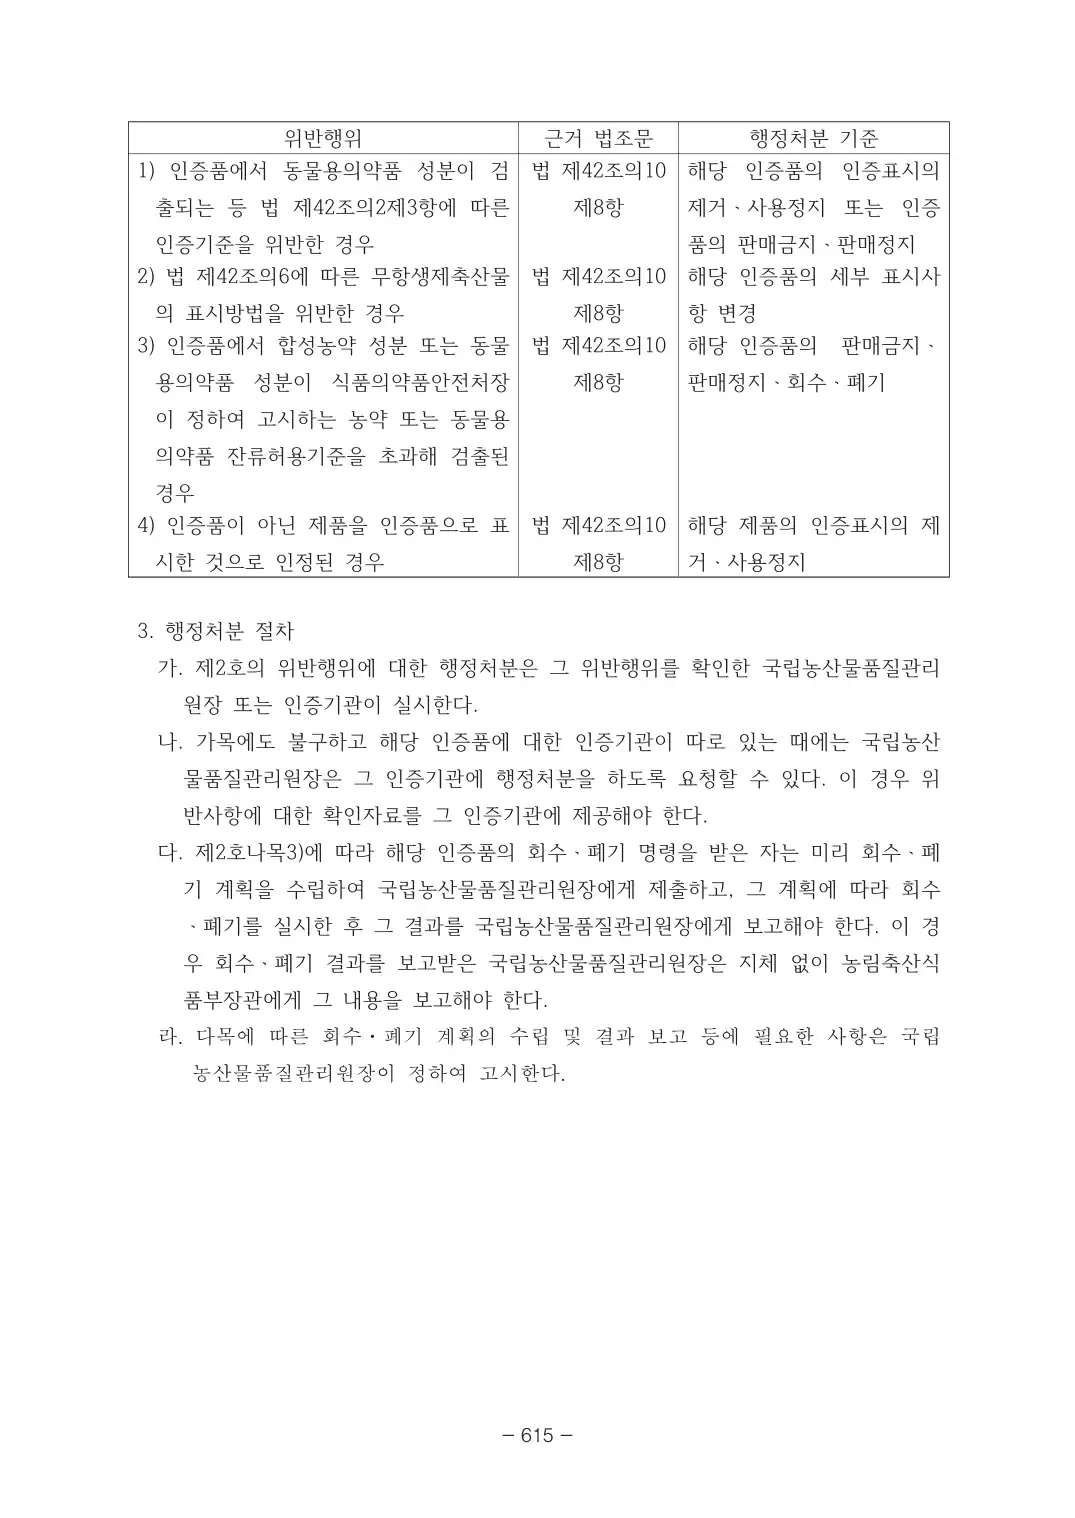 위반행위 근거 법조문 행정처분 기준
1) 인증품에서 동물용의약품 성분이 검 법 제42조의10 해당 인증품의 인증표시의
출되는 등 법 제42조의2제3항에 따른 제8항 제거ㆍ사용정지 또는 인증
인증기준을 위반한 경우 품의 판매금지ㆍ판매정지
2) 법 제42조의6에 따른 무항생제축산물 법 제42조의10 해당 인증품의 세부 표시사
의 표시방법을 위반한 경우 제8항 항 변경
3) 인증품에서 합성농약 성분 또는 동물 법 제42조의10 해당 인증품의 판매금지ㆍ
용의약품 성분이 식품의약품안전처장 제8항 판매정지ㆍ회수ㆍ폐기
이 정하여 고시하는 농약 또는 동물용
의약품 잔류허용기준을 초과해 검출된
경우
4) 인증품이 아닌 제품을 인증품으로 표 법 제42조의10 해당 제품의 인증표시의 제
시한 것으로 인정된 경우 제8항 거ㆍ사용정지
3. 행정처분 절차
가. 제2호의 위반행위에 대한 행정처분은 그 위반행위를 확인한 국립농산물품질관리
원장 또는 인증기관이 실시한다.
나. 가목에도 불구하고 해당 인증품에 대한 인증기관이 따로 있는 때에는 국립농산
물품질관리원장은 그 인증기관에 행정처분을 하도록 요청할 수 있다. 이 경우 위
반사항에 대한 확인자료를 그 인증기관에 제공해야 한다.
다. 제2호나목3)에 따라 해당 인증품의 회수ㆍ폐기 명령을 받은 자는 미리 회수ㆍ폐
기 계획을 수립하여 국립농산물품질관리원장에게 제출하고, 그 계획에 따라 회수
ㆍ폐기를 실시한 후 그 결과를 국립농산물품질관리원장에게 보고해야 한다. 이 경
우 회수ㆍ폐기 결과를 보고받은 국립농산물품질관리원장은 지체 없이 농림축산식
품부장관에게 그 내용을 보고해야 한다.
라. 다목에 따른 회수·폐기 계획의 수립 및 결과 보고 등에 필요한 사항은 국립
농산물품질관리원장이 정하여 고시한다.
- 615 -